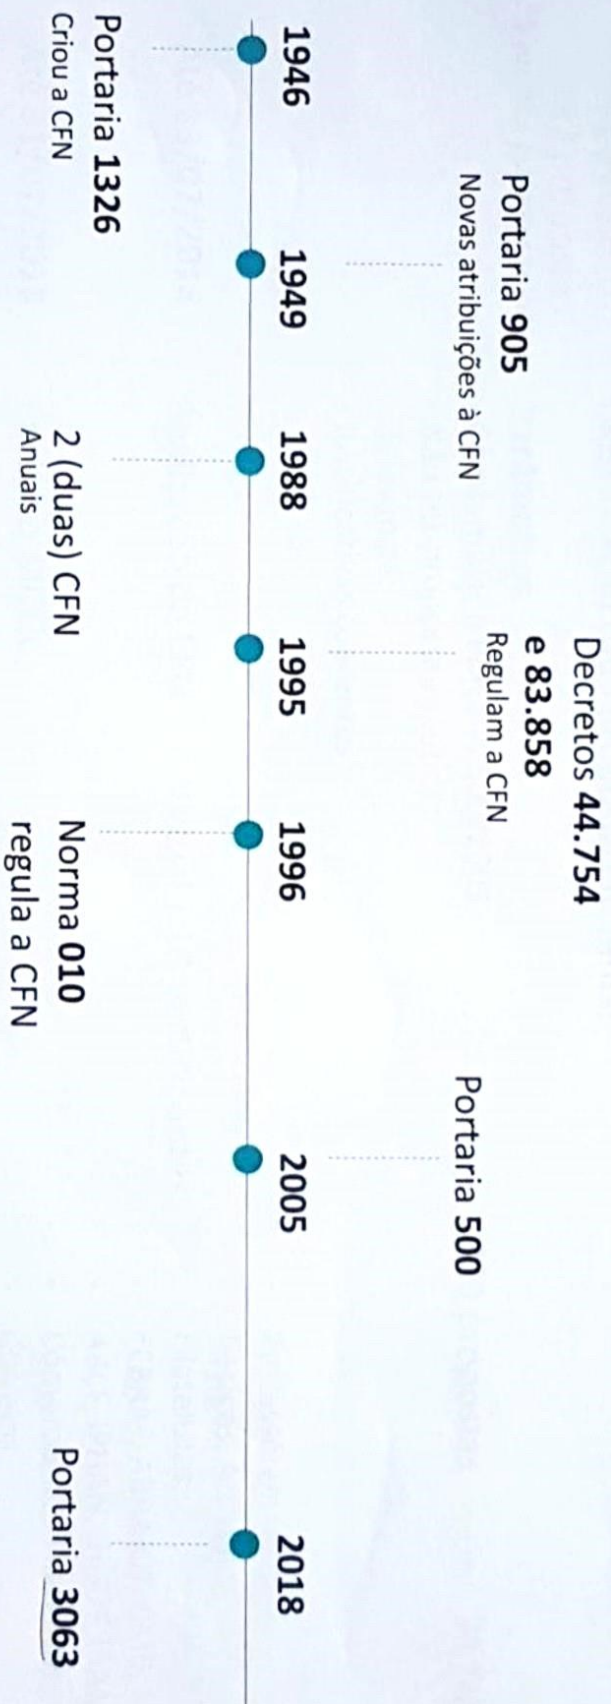 Portaria 905
Novas atribuições à CFN
Decretos 44.754
e 83.858
Regulam a CFN
Portaria 500
1946
1949
1988
1995
1996
2005
2018
Portaria 1326
Criou a CFN
2 (duas) CFN
Anuais
Norma 010
regula a CFN
Portaria 3063